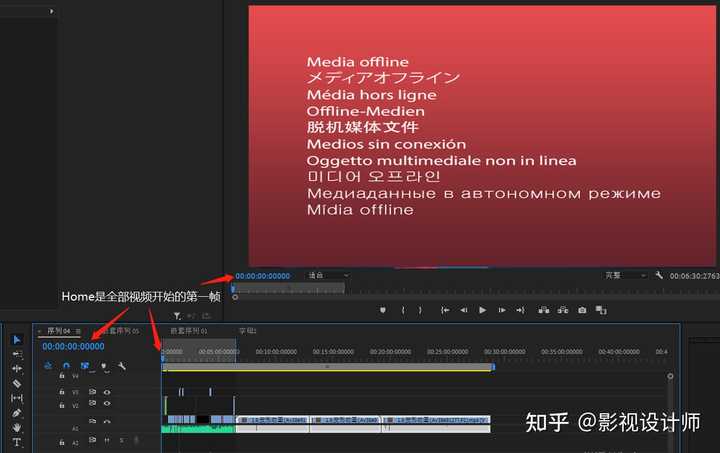 Media offline
メディアオフライン
Média hors ligne
Offline-Medien
脱机媒体文件
Medios sin conexión
Oggetto multimediale non in linea
미디어 오프라인
Медиаданные в автономном режиме
Mídia offline
00:00:00:00000
适合
完整
00:06:30:2763
Home是全部视频开始的第一帧
序列 04
嵌套序列 05
嵌套序列 01
字母2
00:00:00:00000
:00000
00:05:00:00000
00:10:00:00000
00:15:00:00000
00:20:00:00000
00:25:00:00000
00:30:00:00000
00:35:00:00000
00:40:00:00000
00:4
V4
V3
V2
A1
A2
M
S
知乎 @影视设计师